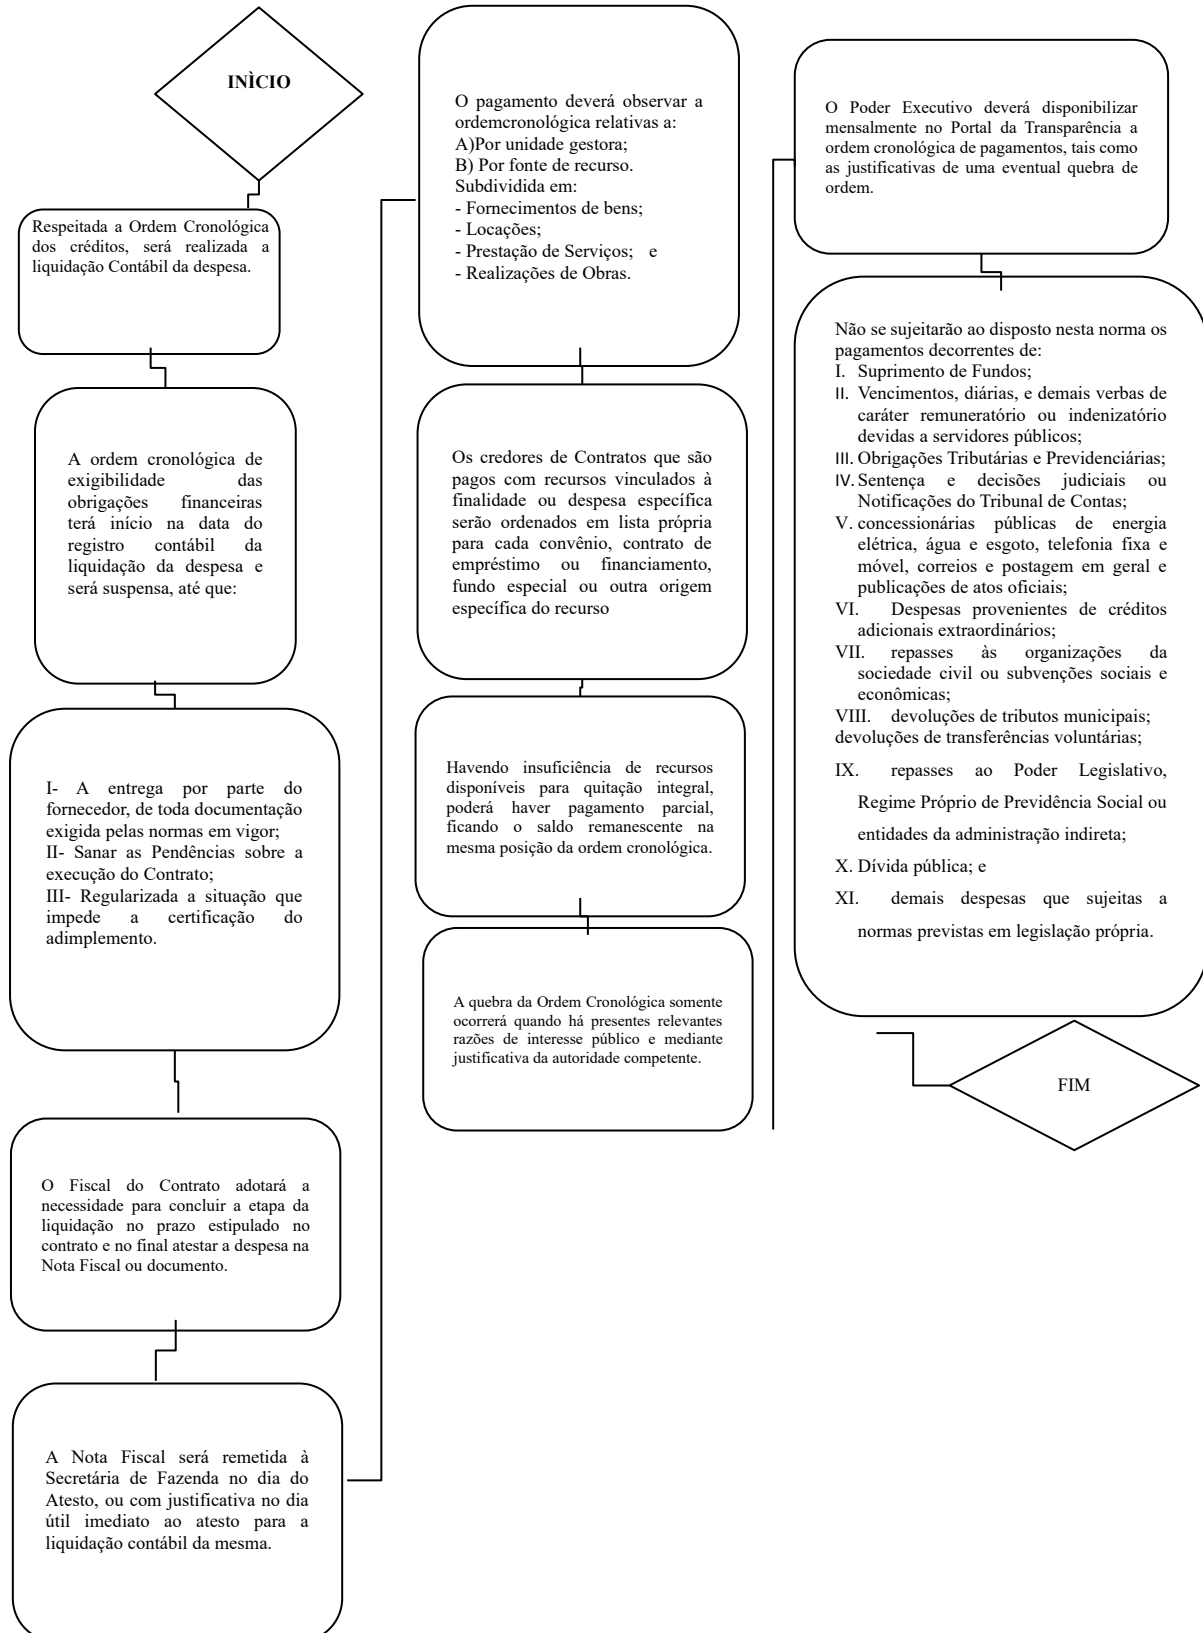 INÌCIO
Respeitada a Ordem Cronológica
dos créditos, será realizada a
liquidação Contábil da despesa.
A ordem cronológica de
exigibilidade das
obrigações financeiras
terá início na data do
registro contábil da
liquidação da despesa e
será suspensa, até que:
I- A entrega por parte do
fornecedor, de toda documentação
exigida pelas normas em vigor;
II- Sanar as Pendências sobre a
execução do Contrato;
III- Regularizada a situação que
impede a certificação do
adimplemento.
O Fiscal do Contrato adotará a
necessidade para concluir a etapa da
liquidação no prazo estipulado no
contrato e no final atestar a despesa na
Nota Fiscal ou documento.
A Nota Fiscal será remetida à
Secretária de Fazenda no dia do
Atesto, ou com justificativa no dia
útil imediato ao atesto para a
liquidação contábil da mesma.
O pagamento deverá observar a
ordemcronológica relativas a:
A)Por unidade gestora;
B) Por fonte de recurso.
Subdividida em:
- Fornecimentos de bens;
- Locações;
- Prestação de Serviços; e
- Realizações de Obras.
Os credores de Contratos que são
pagos com recursos vinculados à
finalidade ou despesa específica
serão ordenados em lista própria
para cada convênio, contrato de
empréstimo ou financiamento,
fundo especial ou outra origem
específica do recurso
Havendo insuficiência de recursos
disponíveis para quitação integral,
poderá haver pagamento parcial,
ficando o saldo remanescente na
mesma posição da ordem cronológica.
A quebra da Ordem Cronológica somente
ocorrerá quando há presentes relevantes
razões de interesse público e mediante
justificativa da autoridade competente.
O Poder Executivo deverá disponibilizar
mensalmente no Portal da Transparência a
ordem cronológica de pagamentos, tais como
as justificativas de uma eventual quebra de
ordem.
Não se sujeitarão ao disposto nesta norma os
pagamentos decorrentes de:
I. Suprimento de Fundos;
II. Vencimentos, diárias, e demais verbas de
caráter remuneratório ou indenizatório
devidas a servidores públicos;
III. Obrigações Tributárias e Previdenciárias;
IV. Sentença e decisões judiciais ou
Notificações do Tribunal de Contas;
V. concessionárias públicas de energia
elétrica, água e esgoto, telefonia fixa e
móvel, correios e postagem em geral e
publicações de atos oficiais;
VI. Despesas provenientes de créditos
adicionais extraordinários;
VII. repasses às organizações da
sociedade civil ou subvenções sociais e
econômicas;
VIII. devoluções de tributos municipais;
devoluções de transferências voluntárias;
IX. repasses ao Poder Legislativo,
Regime Próprio de Previdência Social ou
entidades da administração indireta;
X. Dívida pública; e
XI. demais despesas que sujeitas a
normas previstas em legislação própria.
FIM